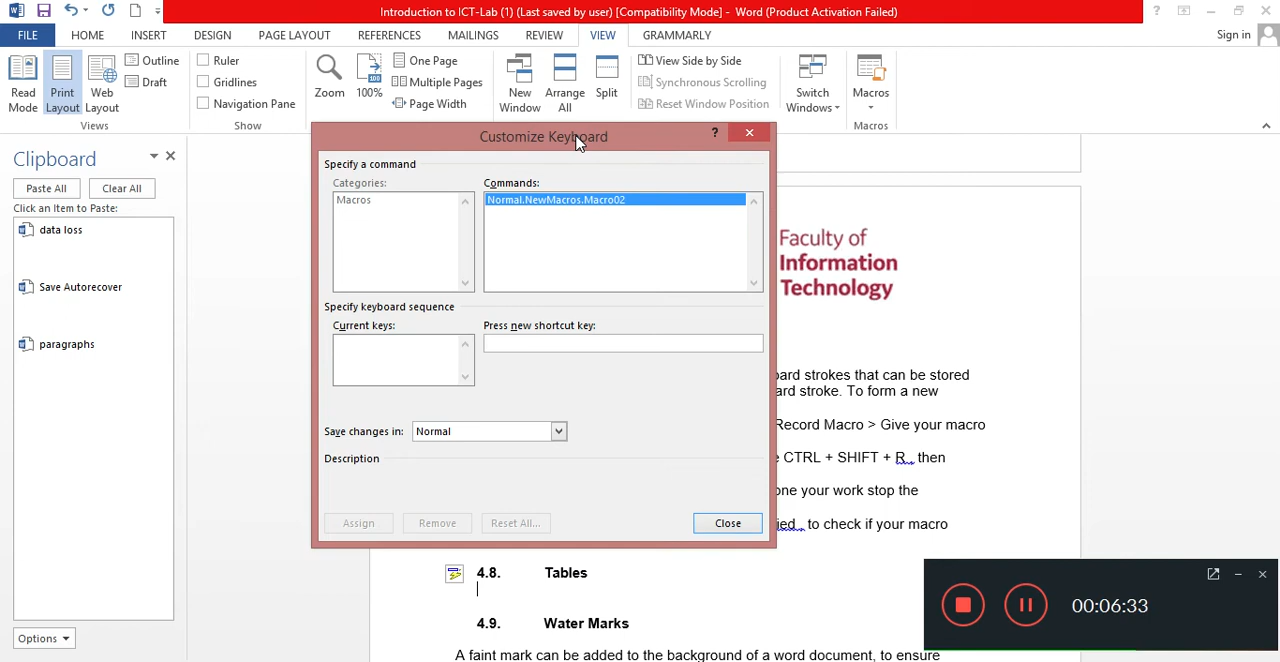 Introduction to ICT-Lab (1) (Last saved by user) [Compatibility Mode] - Word (Product Activation Failed)
FILE HOME INSERT DESIGN PAGE LAYOUT REFERENCES MAILINGS REVIEW VIEW GRAMMARLY Sign in
Read Mode
Print Layout
Web Layout
Outline
Draft
Views
Ruler
Gridlines
Navigation Pane
Show
Zoom
100%
One Page
Multiple Pages
Page Width
New Window
Arrange All
Split
View Side by Side
Synchronous Scrolling
Reset Window Position
Switch Windows
Macros
Macros
Clipboard
Paste All Clear All
Click an Item to Paste:
data loss
Save Autorecover
paragraphs
Options
Customize Keyboard
Specify a command
Categories: Commands:
Macros Normal.NewMacros.Macro02
Specify keyboard sequence
Current keys: Press new shortcut key:
Save changes in: Normal
Description
Assign Remove Reset All... Close
Faculty of
Information
Technology
ard strokes that can be stored
ard stroke. To form a new
Record Macro > Give your macro
CTRL + SHIFT + R , then
one your work stop the
ied , to check if your macro
4.8. Tables
4.9. Water Marks
A faint mark can be added to the background of a word document, to ensure
00:06:33